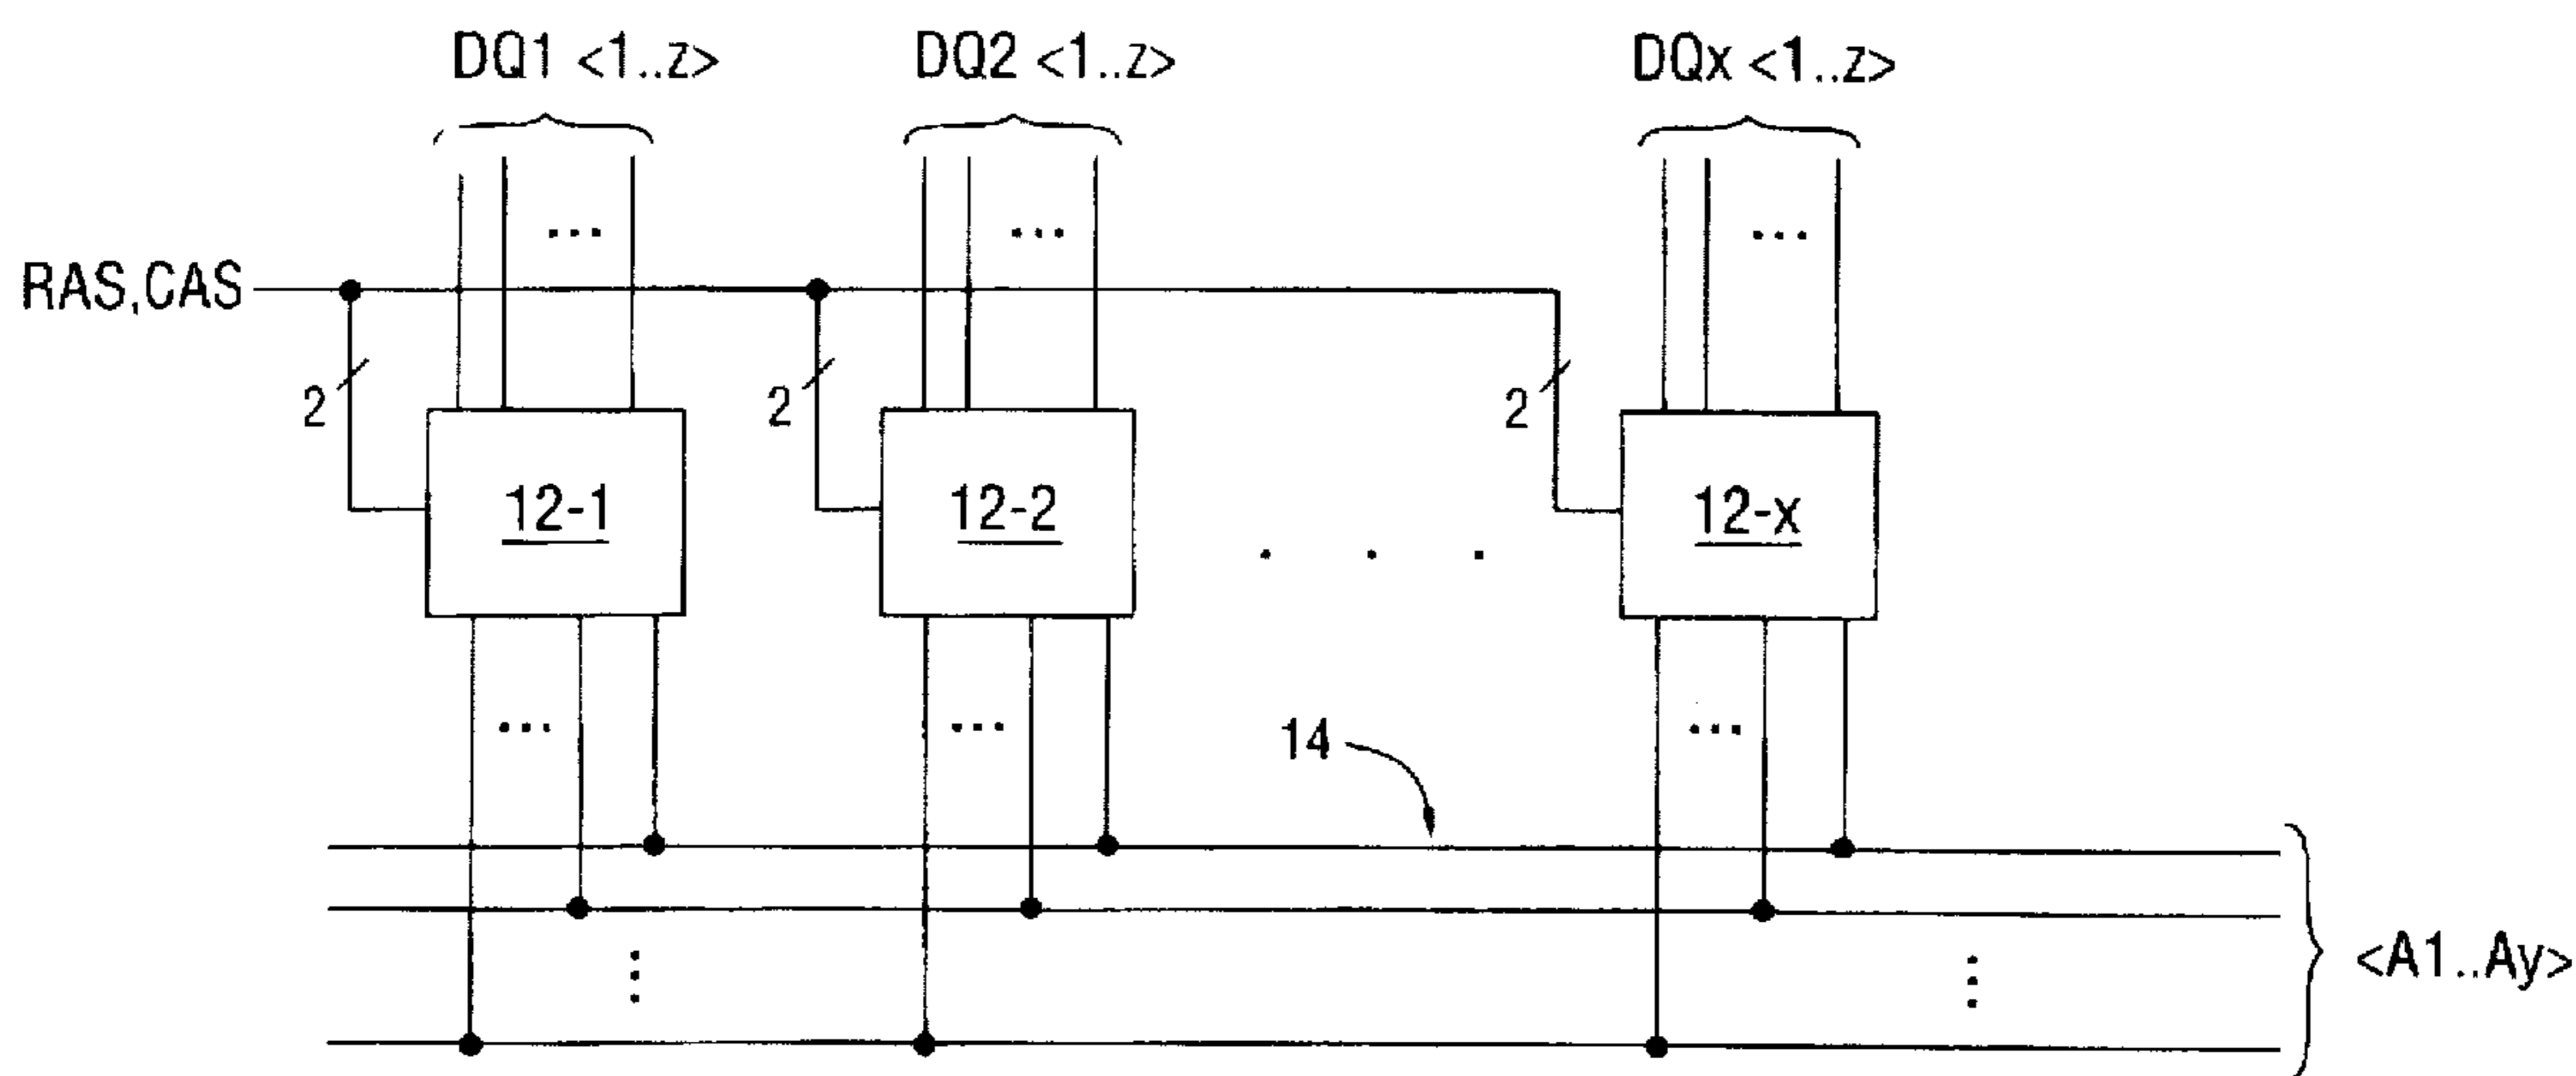 DQ1 <1..z>
DQ2 <1..z>
DQx <1..z>
...
...
...
RAS,CAS
2
2
2
12-1
12-2
. . .
12-x
...
...
...
14
<A1..Ay>